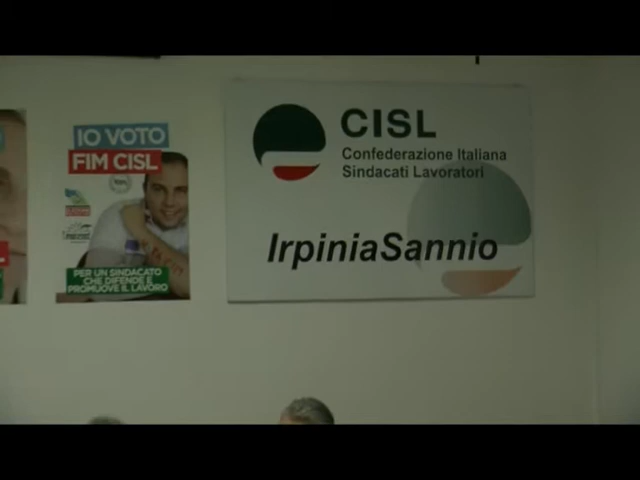 IO VOTO
FIM CISL
PER UN SINDACATO
CHE DIFENDE E
PROMUOVE IL LAVORO
CISL
Confederazione Italiana
Sindacati Lavoratori
IrpiniaSannio